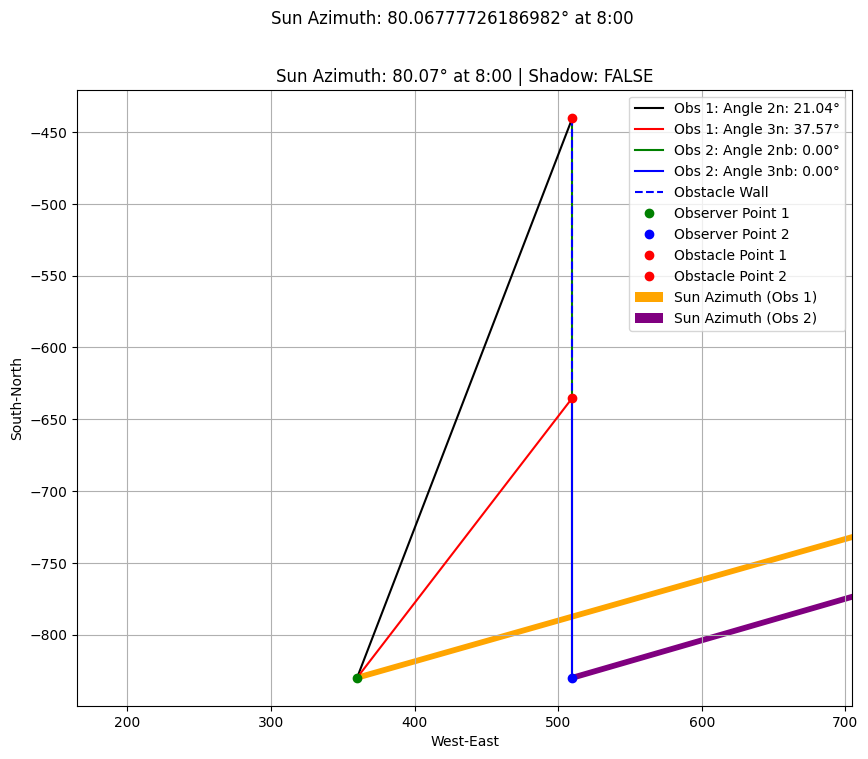 Sun Azimuth: 80.06777726186982° at 8:00
Sun Azimuth: 80.07° at 8:00 | Shadow: FALSE
Obs 1: Angle 2n: 21.04°
Obs 1: Angle 3n: 37.57°
Obs 2: Angle 2nb: 0.00°
Obs 2: Angle 3nb: 0.00°
Obstacle Wall
Observer Point 1
Observer Point 2
Obstacle Point 1
Obstacle Point 2
Sun Azimuth (Obs 1)
Sun Azimuth (Obs 2)
South-North
−450
−500
−550
−600
−650
−700
−750
−800
200
300
400
500
600
700
West-East